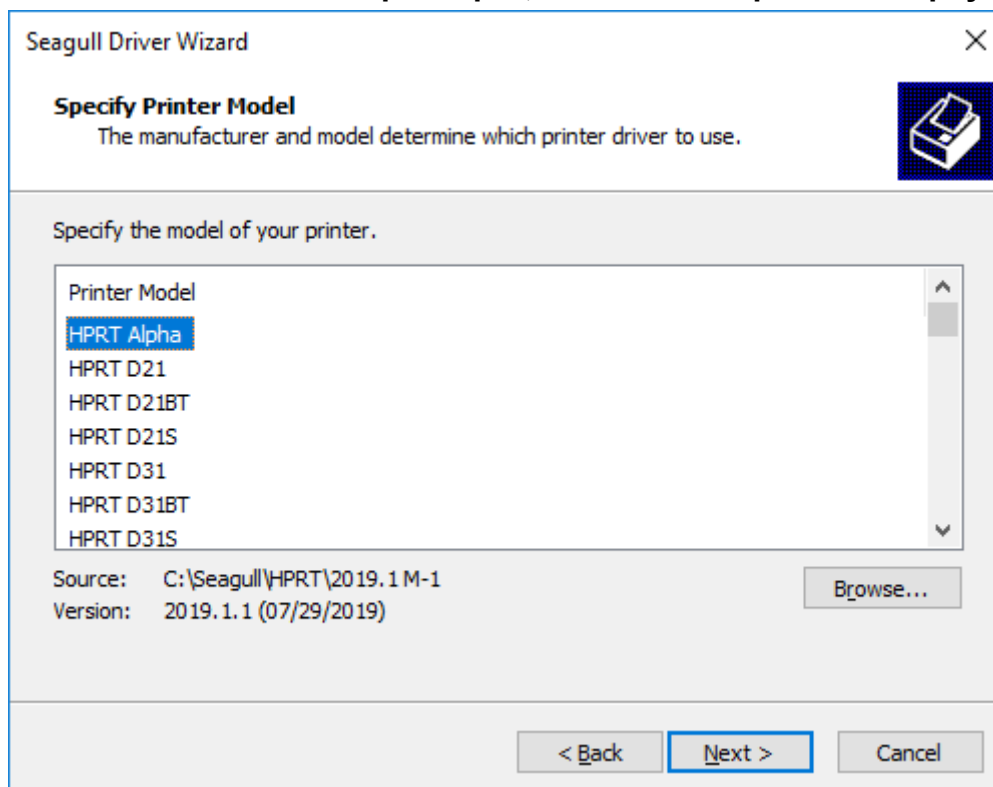 Seagull Driver Wizard
Specify Printer Model
The manufacturer and model determine which printer driver to use.
Specify the model of your printer.
Printer Model
HPRT Alpha
HPRT D21
HPRT D21BT
HPRT D21S
HPRT D31
HPRT D31BT
HPRT D31S
Source: C:\Seagull\HPRT\2019.1 M-1
Browse...
Version: 2019.1.1 (07/29/2019)
< Back Next > Cancel